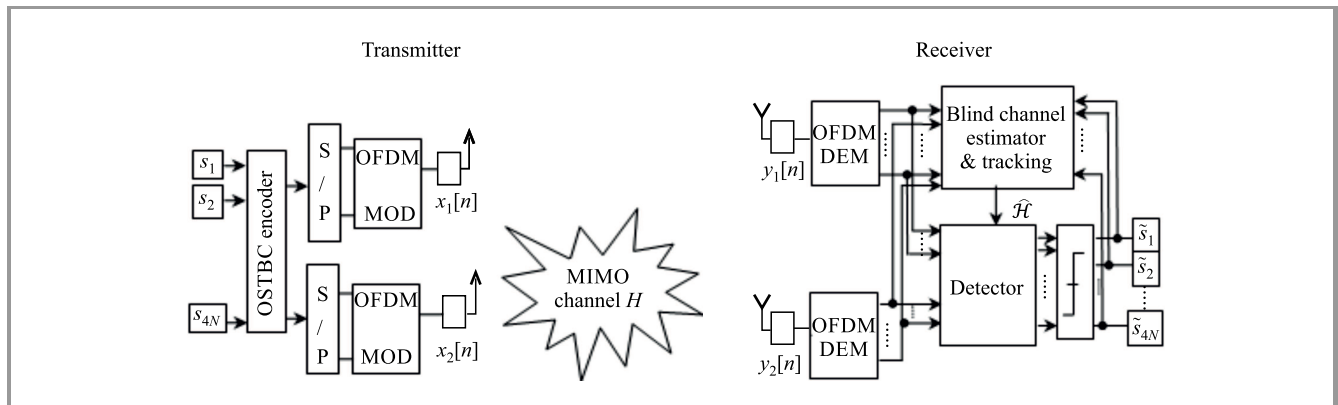 Transmitter
Receiver
s₁
s₂
s₄N
OSTBC encoder
S
/
P
OFDM
MOD
x₁[n]
S
/
P
OFDM
MOD
x₂[n]
MIMO
channel H
y₁[n]
OFDM
DEM
y₂[n]
OFDM
DEM
Blind channel
estimator
& tracking
Ĥ
Detector
s̃₁
s̃₂
s̃₄N